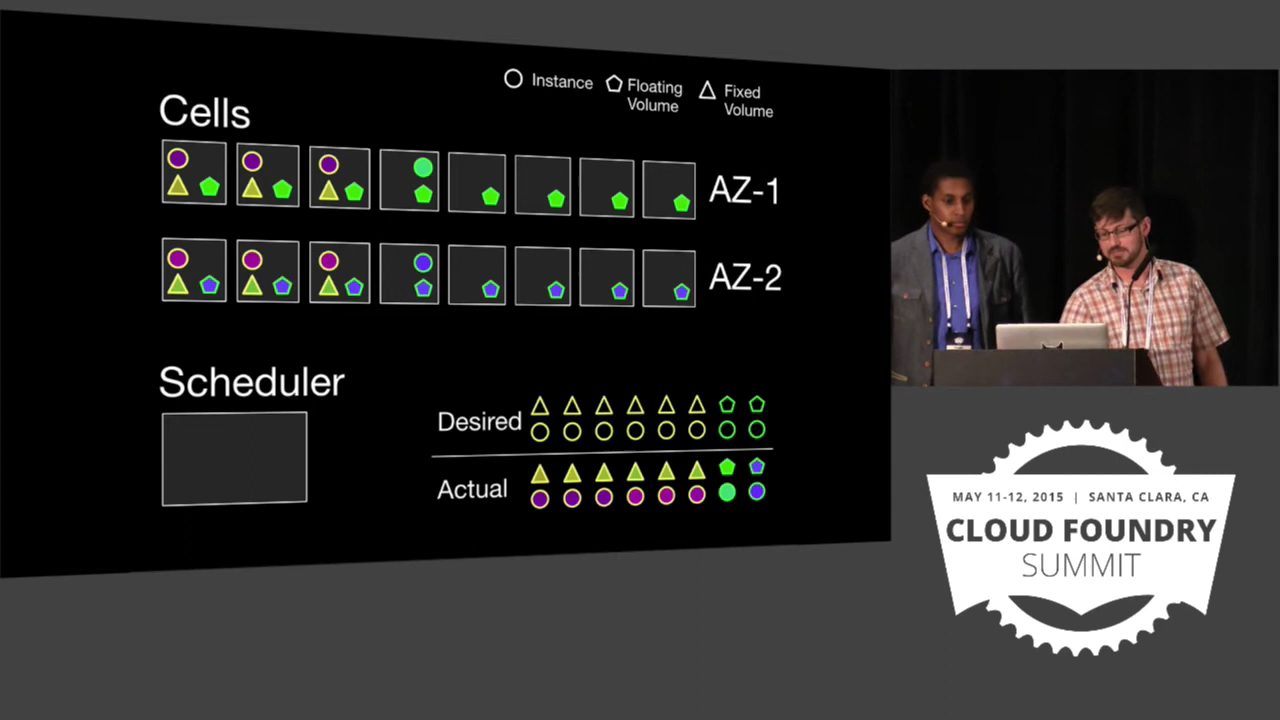 Instance
Floating
Volume
Fixed
Volume
Cells
AZ-1
AZ-2
Scheduler
Desired
Actual
MAY 11-12, 2015 | SANTA CLARA, CA
CLOUD FOUNDRY
SUMMIT